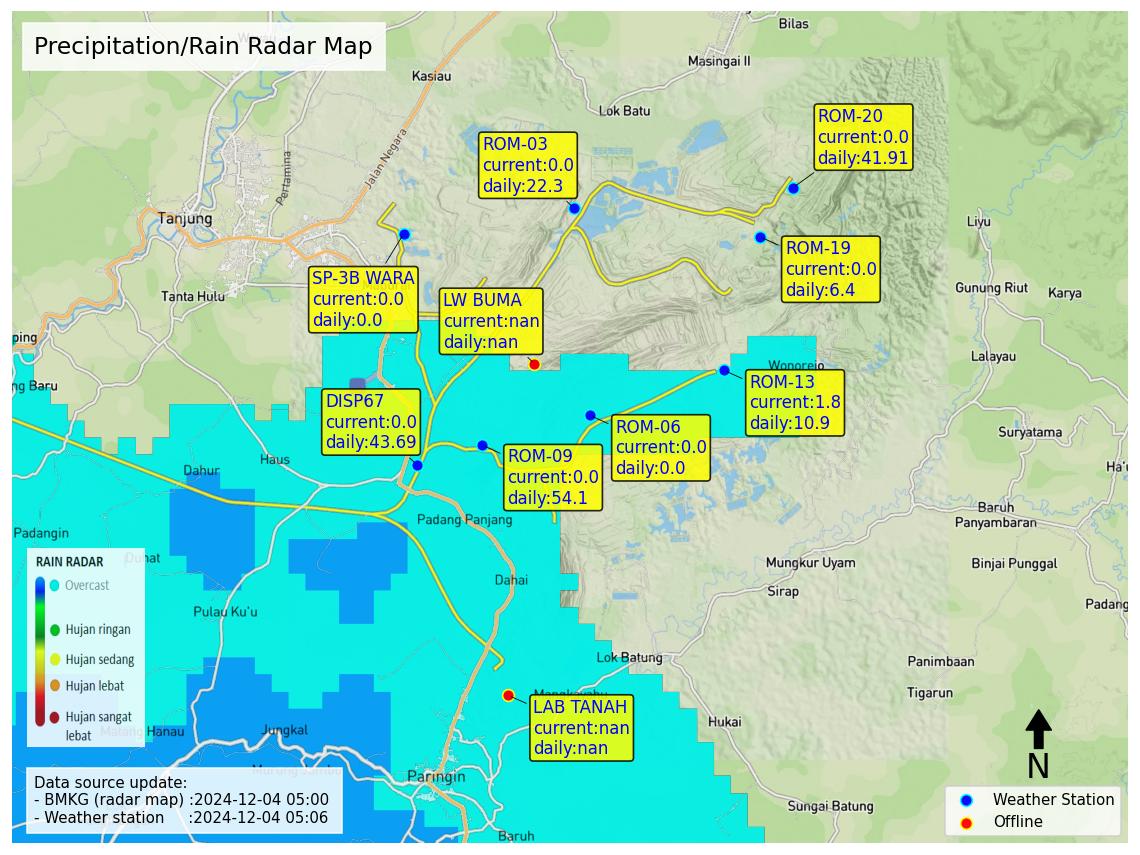 Precipitation/Rain Radar Map
Bilas
Masingai II
Kasiau
Lok Batu
Jalan Negara
Pertamina
Tanjung
Tanta Hulu
ROM-20
current:0.0
daily:41.91
ROM-03
current:0.0
daily:22.3
ROM-19
current:0.0
daily:6.4
SP-3B WARA
current:0.0
daily:0.0
LW BUMA
current:nan
daily:nan
Liyu
Gunung Riut
Karya
Lalayau
ping
ng Baru
Wonorejo
ROM-13
current:1.8
daily:10.9
DISP67
current:0.0
daily:43.69
ROM-06
current:0.0
daily:0.0
ROM-09
current:0.0
daily:54.1
Suryatama
Ha'u
Dahur
Haus
Padang Panjang
Padangin
Baruh
Panyambaran
Binjai Punggal
Mungkur Uyam
Sirap
Dahai
Padang
Pulau Ku'u
RAIN RADAR
Overcast
Hujan ringan
Hujan sedang
Hujan lebat
Hujan sangat
lebat
Lok Batung
Panimbaan
Tigarun
Hukai
LAB TANAH
current:nan
daily:nan
Jungkal
Paringin
Sungai Batung
Baruh
Data source update:
- BMKG (radar map) :2024-12-04 05:00
- Weather station :2024-12-04 05:06
N
Weather Station
Offline